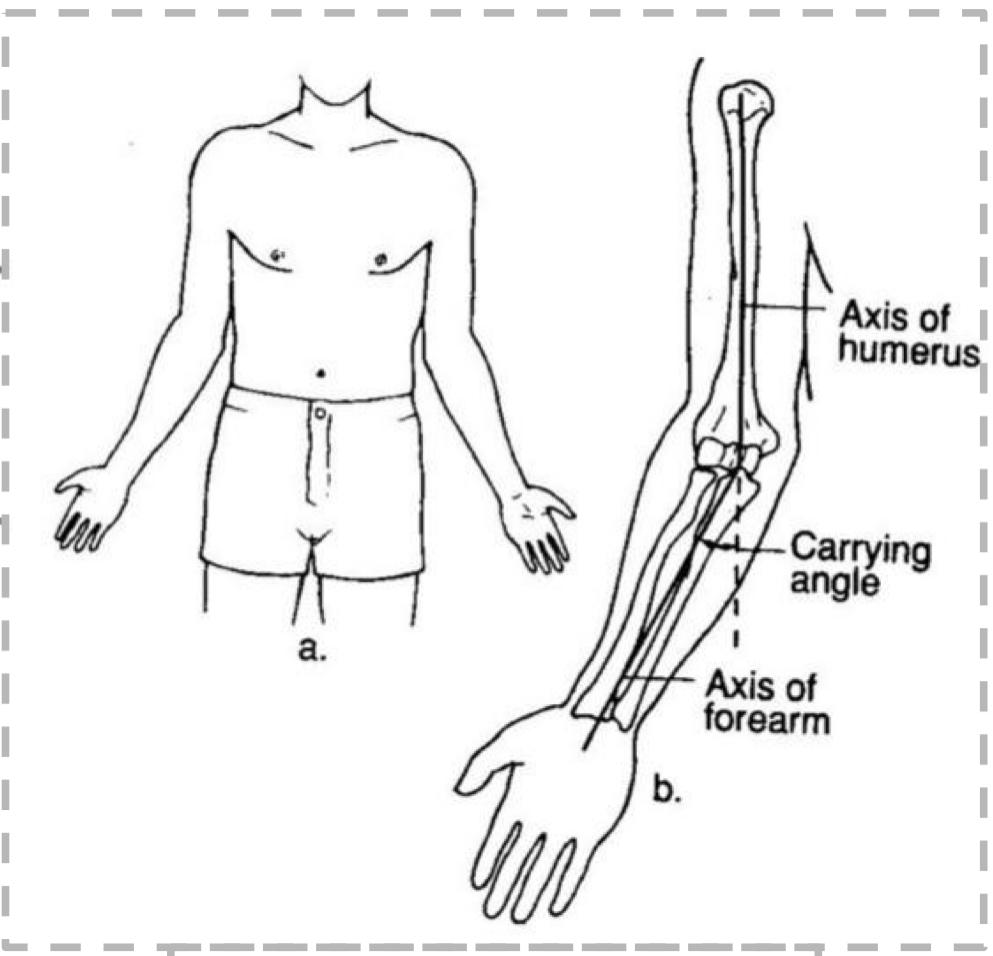 a.
Axis of
humerus
Carrying
angle
Axis of
forearm
b.